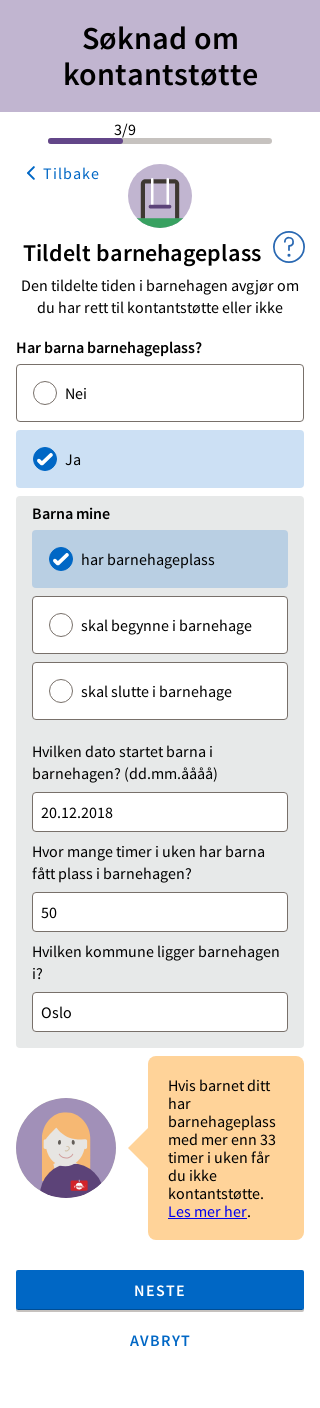 Søknad om
kontantstøtte
3/9
Tilbake
Tildelt barnehageplass
?
Den tildelte tiden i barnehagen avgjør om
du har rett til kontantstøtte eller ikke
Har barna barnehageplass?
Nei
Ja
Barna mine
har barnehageplass
skal begynne i barnehage
skal slutte i barnehage
Hvilken dato startet barna i
barnehagen? (dd.mm.åååå)
20.12.2018
Hvor mange timer i uken har barna
fått plass i barnehagen?
50
Hvilken kommune ligger barnehagen
i?
Oslo
Hvis barnet ditt
har
barnehageplass
med mer enn 33
timer i uken får
du ikke
kontantstøtte.
Les mer her.
NESTE
AVBRYT